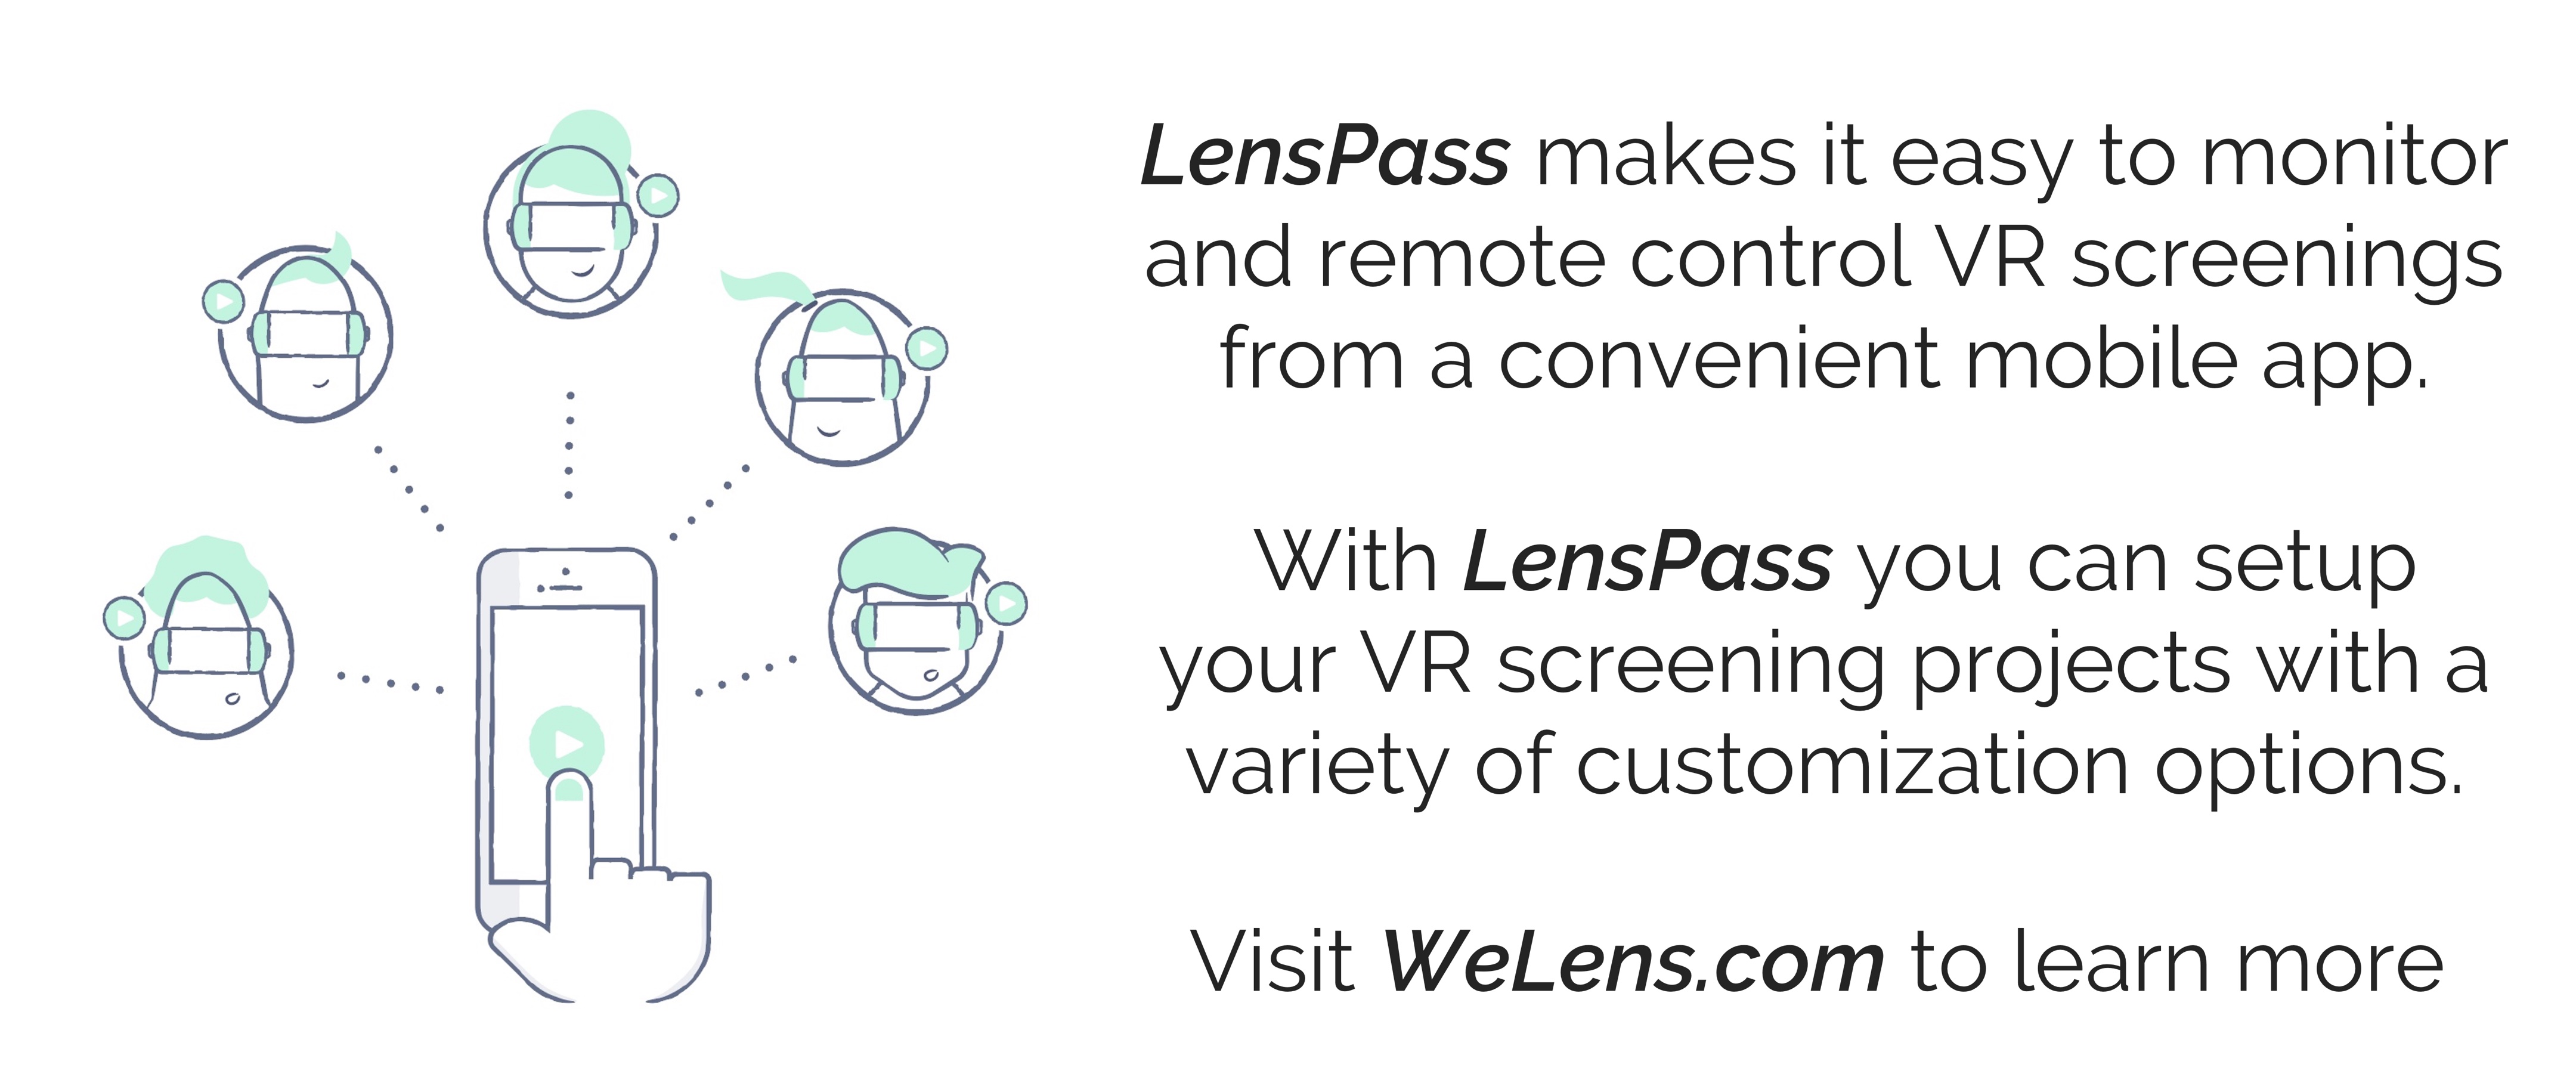 LensPass makes it easy to monitor
and remote control VR screenings
from a convenient mobile app.
With LensPass you can setup
your VR screening projects with a
variety of customization options.
Visit WeLens.com to learn more